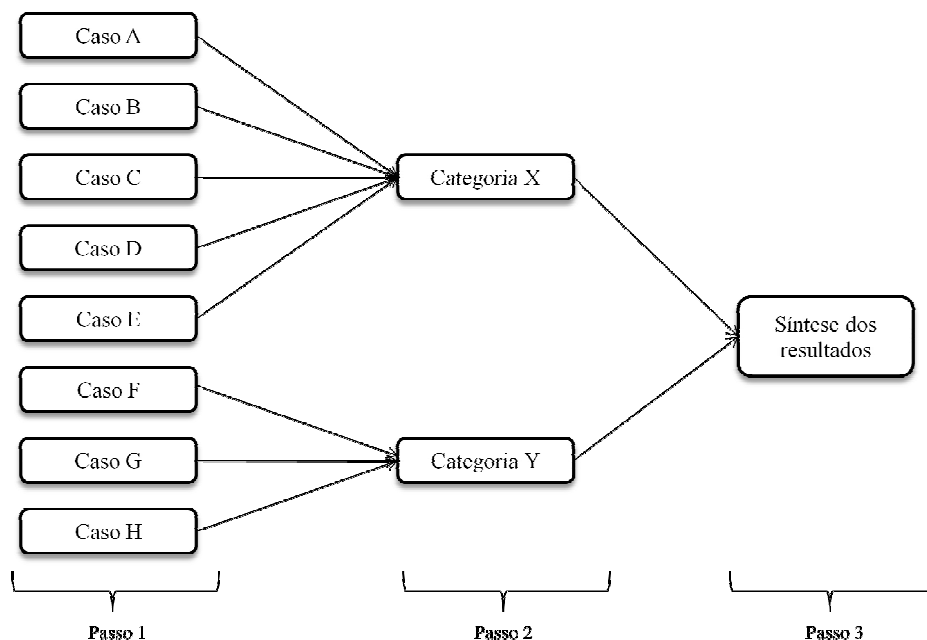 Caso A
Caso B
Caso C
Caso D
Caso E
Caso F
Caso G
Caso H
Categoria X
Categoria Y
Síntese dos
resultados
Passo 1
Passo 2
Passo 3